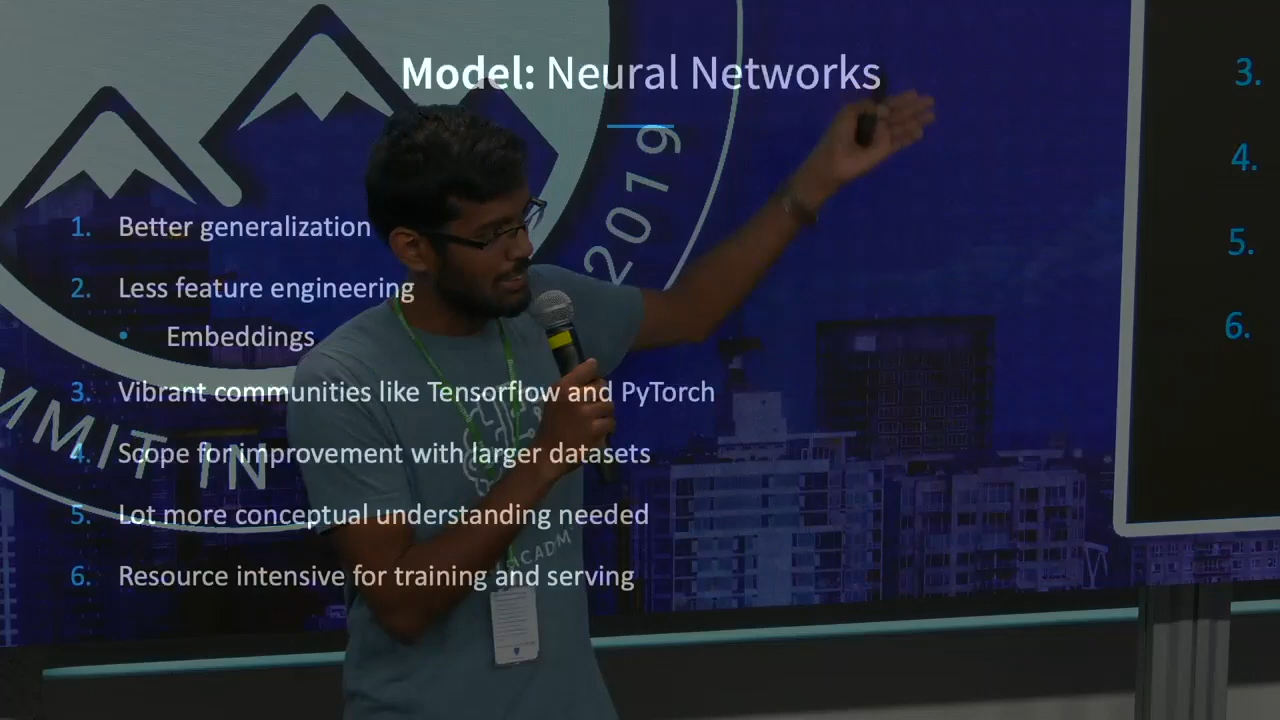 Model: Neural Networks
1. Better generalization
2. Less feature engineering
• Embeddings
3. Vibrant communities like Tensorflow and PyTorch
4. Scope for improvement with larger datasets
5. Lot more conceptual understanding needed
6. Resource intensive for training and serving
3.
4.
5.
6.
2019
MMIT IN